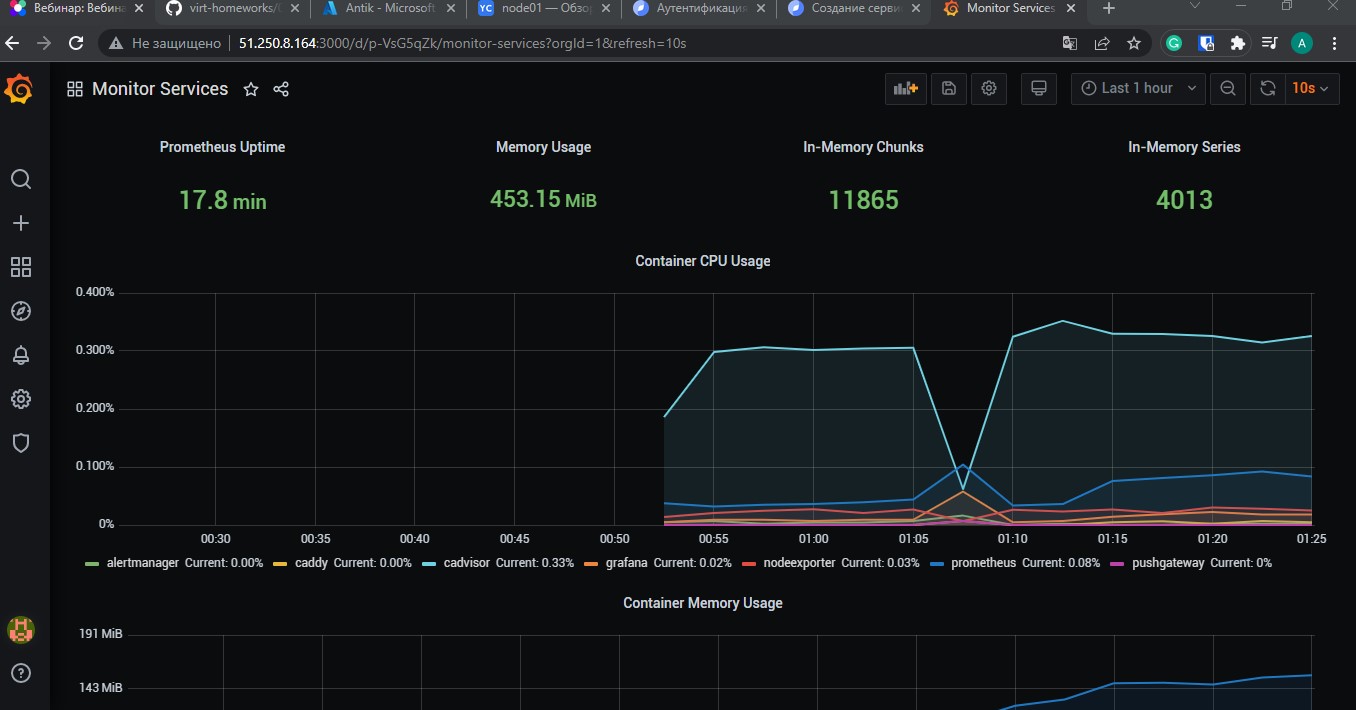 Вебинар: Вебина
virt-homeworks/
Antik - Microsoft
YC node01 — Обзор
Аутентификация
Создание серви
Monitor Services
Не защищено 51.250.8.164:3000/d/p-VsG5qZk/monitor-services?orgId=1&refresh=10s A
Monitor Services Last 1 hour 10s
Prometheus Uptime Memory Usage In-Memory Chunks In-Memory Series
17.8 min 453.15 MiB 11865 4013
Container CPU Usage
0.400%
0.300%
0.200%
0.100%
0%
00:30 00:35 00:40 00:45 00:50 00:55 01:00 01:05 01:10 01:15 01:20 01:25
alertmanager Current: 0.00% caddy Current: 0.00% cadvisor Current: 0.33% grafana Current: 0.02% nodeexporter Current: 0.03% prometheus Current: 0.08% pushgateway Current: 0%
Container Memory Usage
191 MiB
143 MiB